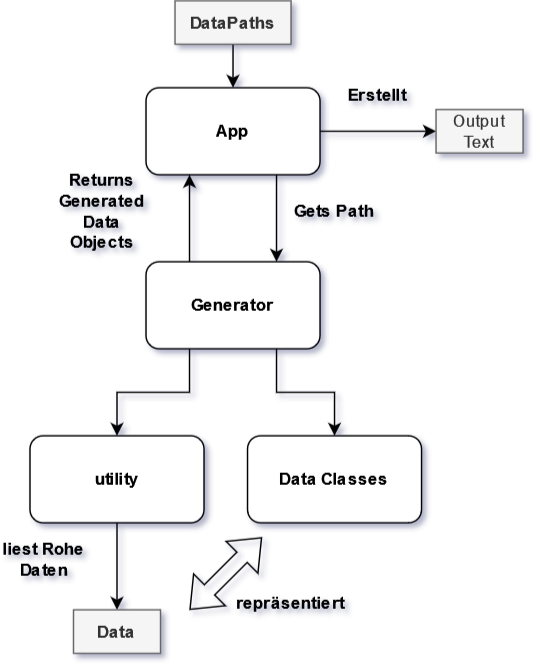 DataPaths
Erstellt
App
Output
Text
Returns
Generated
Data
Objects
Gets Path
Generator
utility
Data Classes
liest Rohe
Daten
repräsentiert
Data